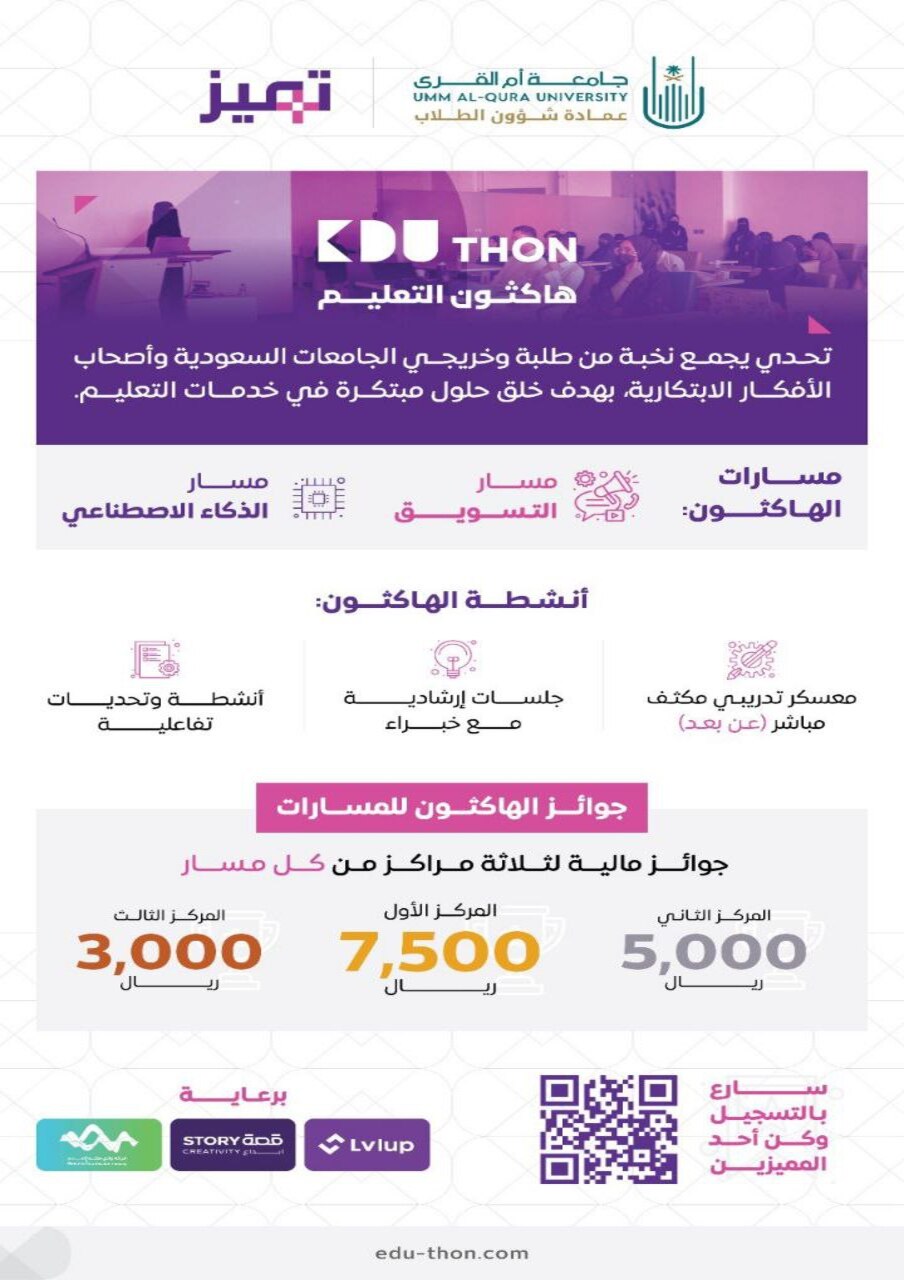 تميز
جامعة أم القرى
UMM AL-QURA UNIVERSITY
عمادة شؤون الطلاب
EDU THON
هاكثون التعليم
تحدي يجمع نخبة من طلبة وخريجي الجامعات السعودية وأصحاب
الأفكار الابتكارية، بهدف خلق حلول مبتكرة في خدمات التعليم.
مسارات
الهاكثون:
مسار
التسويق
مسار
الذكاء الاصطناعي
أنشطة الهاكثون:
معسكر تدريبي مكثف
مباشر (عن بعد)
جلسات إرشادية
مع خبراء
أنشطة وتحديات
تفاعلية
جوائز الهاكثون للمسارات
جوائز مالية لثلاثة مراكز من كل مسار
المركز الثاني
5,000
ريال
المركز الأول
7,500
ريال
المركز الثالث
3,000
ريال
سارع
بالتسجيل
وكن أحد
المميزين
برعاية
Lvlup
STORY قصة
CREATIVITY إبداع
edu-thon.com